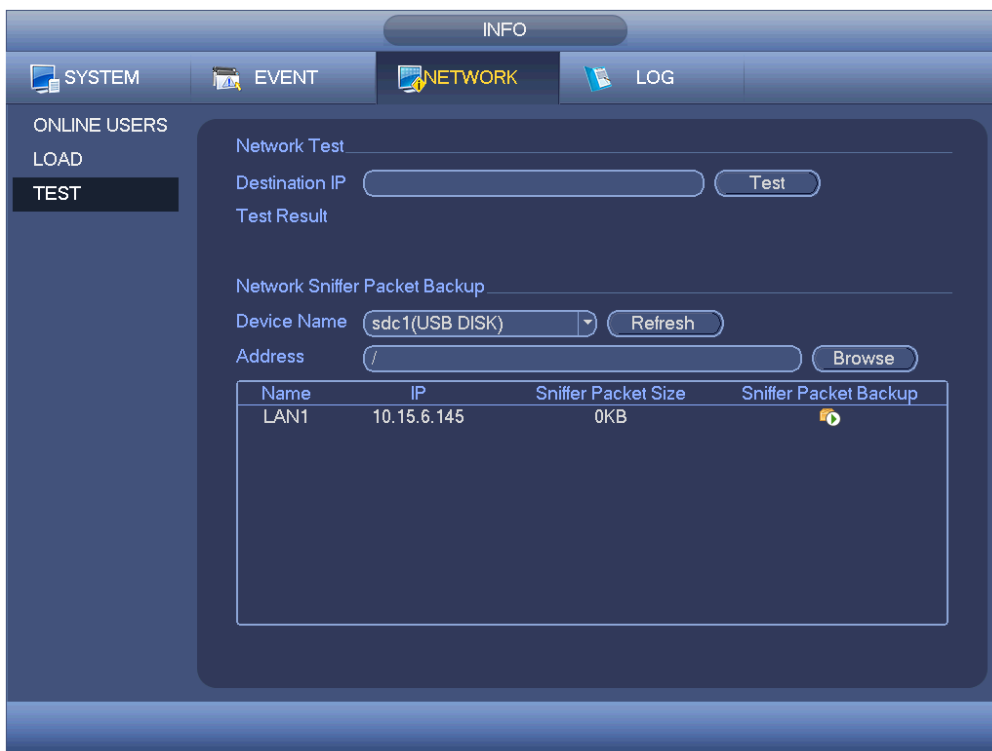 INFO
SYSTEM EVENT NETWORK LOG
ONLINE USERS
LOAD
TEST
Network Test
Destination IP Test
Test Result
Network Sniffer Packet Backup
Device Name sdc1(USB DISK) Refresh
Address / Browse
Name IP Sniffer Packet Size Sniffer Packet Backup
LAN1 10.15.6.145 0KB